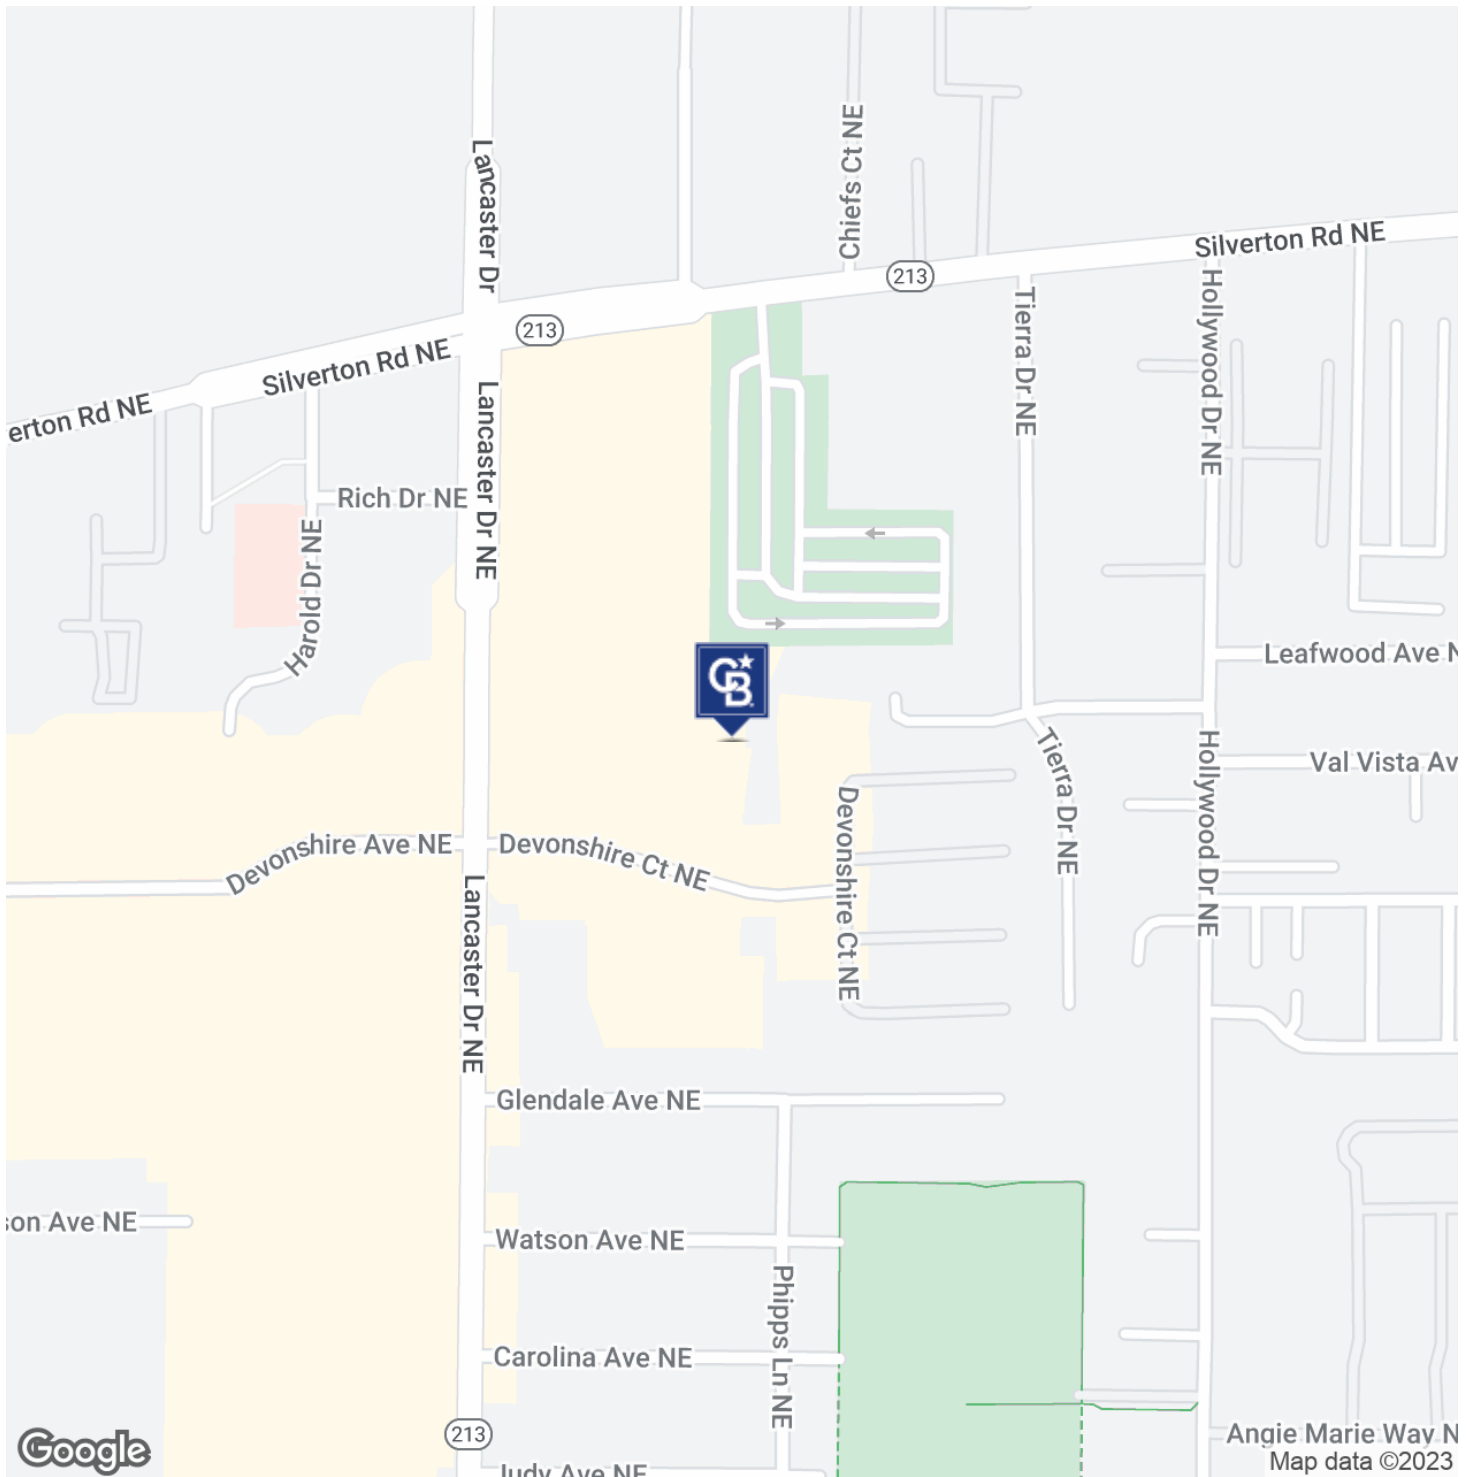 Lancaster Dr
Chiefs Ct NE
Silverton Rd NE
213
213
Silverton Rd NE
erton Rd NE
Tierra Dr NE
Hollywood Dr NE
Lancaster Dr NE
Rich Dr NE
Harold Dr NE
Leafwood Ave N
CB
Tierra Dr NE
Hollywood Dr NE
Val Vista Av
Devonshire Ave NE
Devonshire Ct NE
Devonshire Ct NE
Lancaster Dr NE
Glendale Ave NE
son Ave NE
Watson Ave NE
Phipps Ln NE
Carolina Ave NE
213
Angie Marie Way N
Google
Judy Ave NE
Map data ©2023